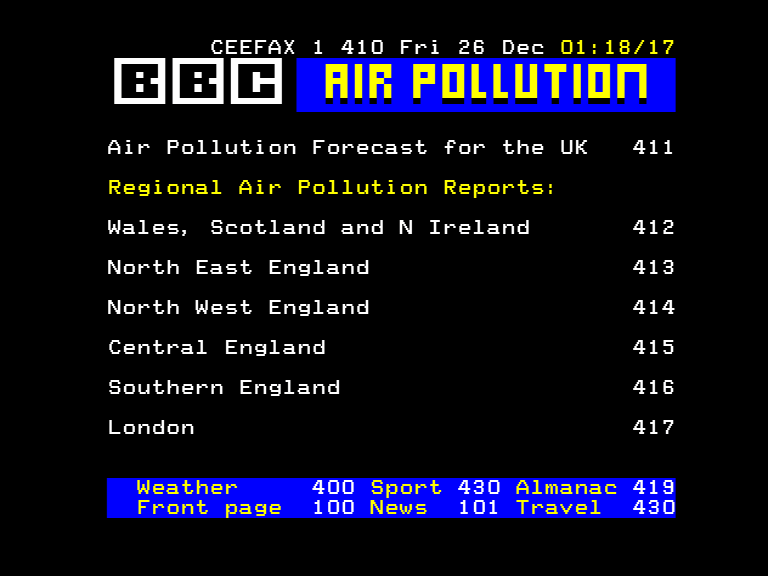 CEEFAX 1 410 Fri 26 Dec 01:18/17
BBC AIR POLLUTION
Air Pollution Forecast for the UK 411
Regional Air Pollution Reports:
Wales, Scotland and N Ireland 412
North East England 413
North West England 414
Central England 415
Southern England 416
London 417
Weather 400 Sport 430 Almanac 419
Front page 100 News 101 Travel 430